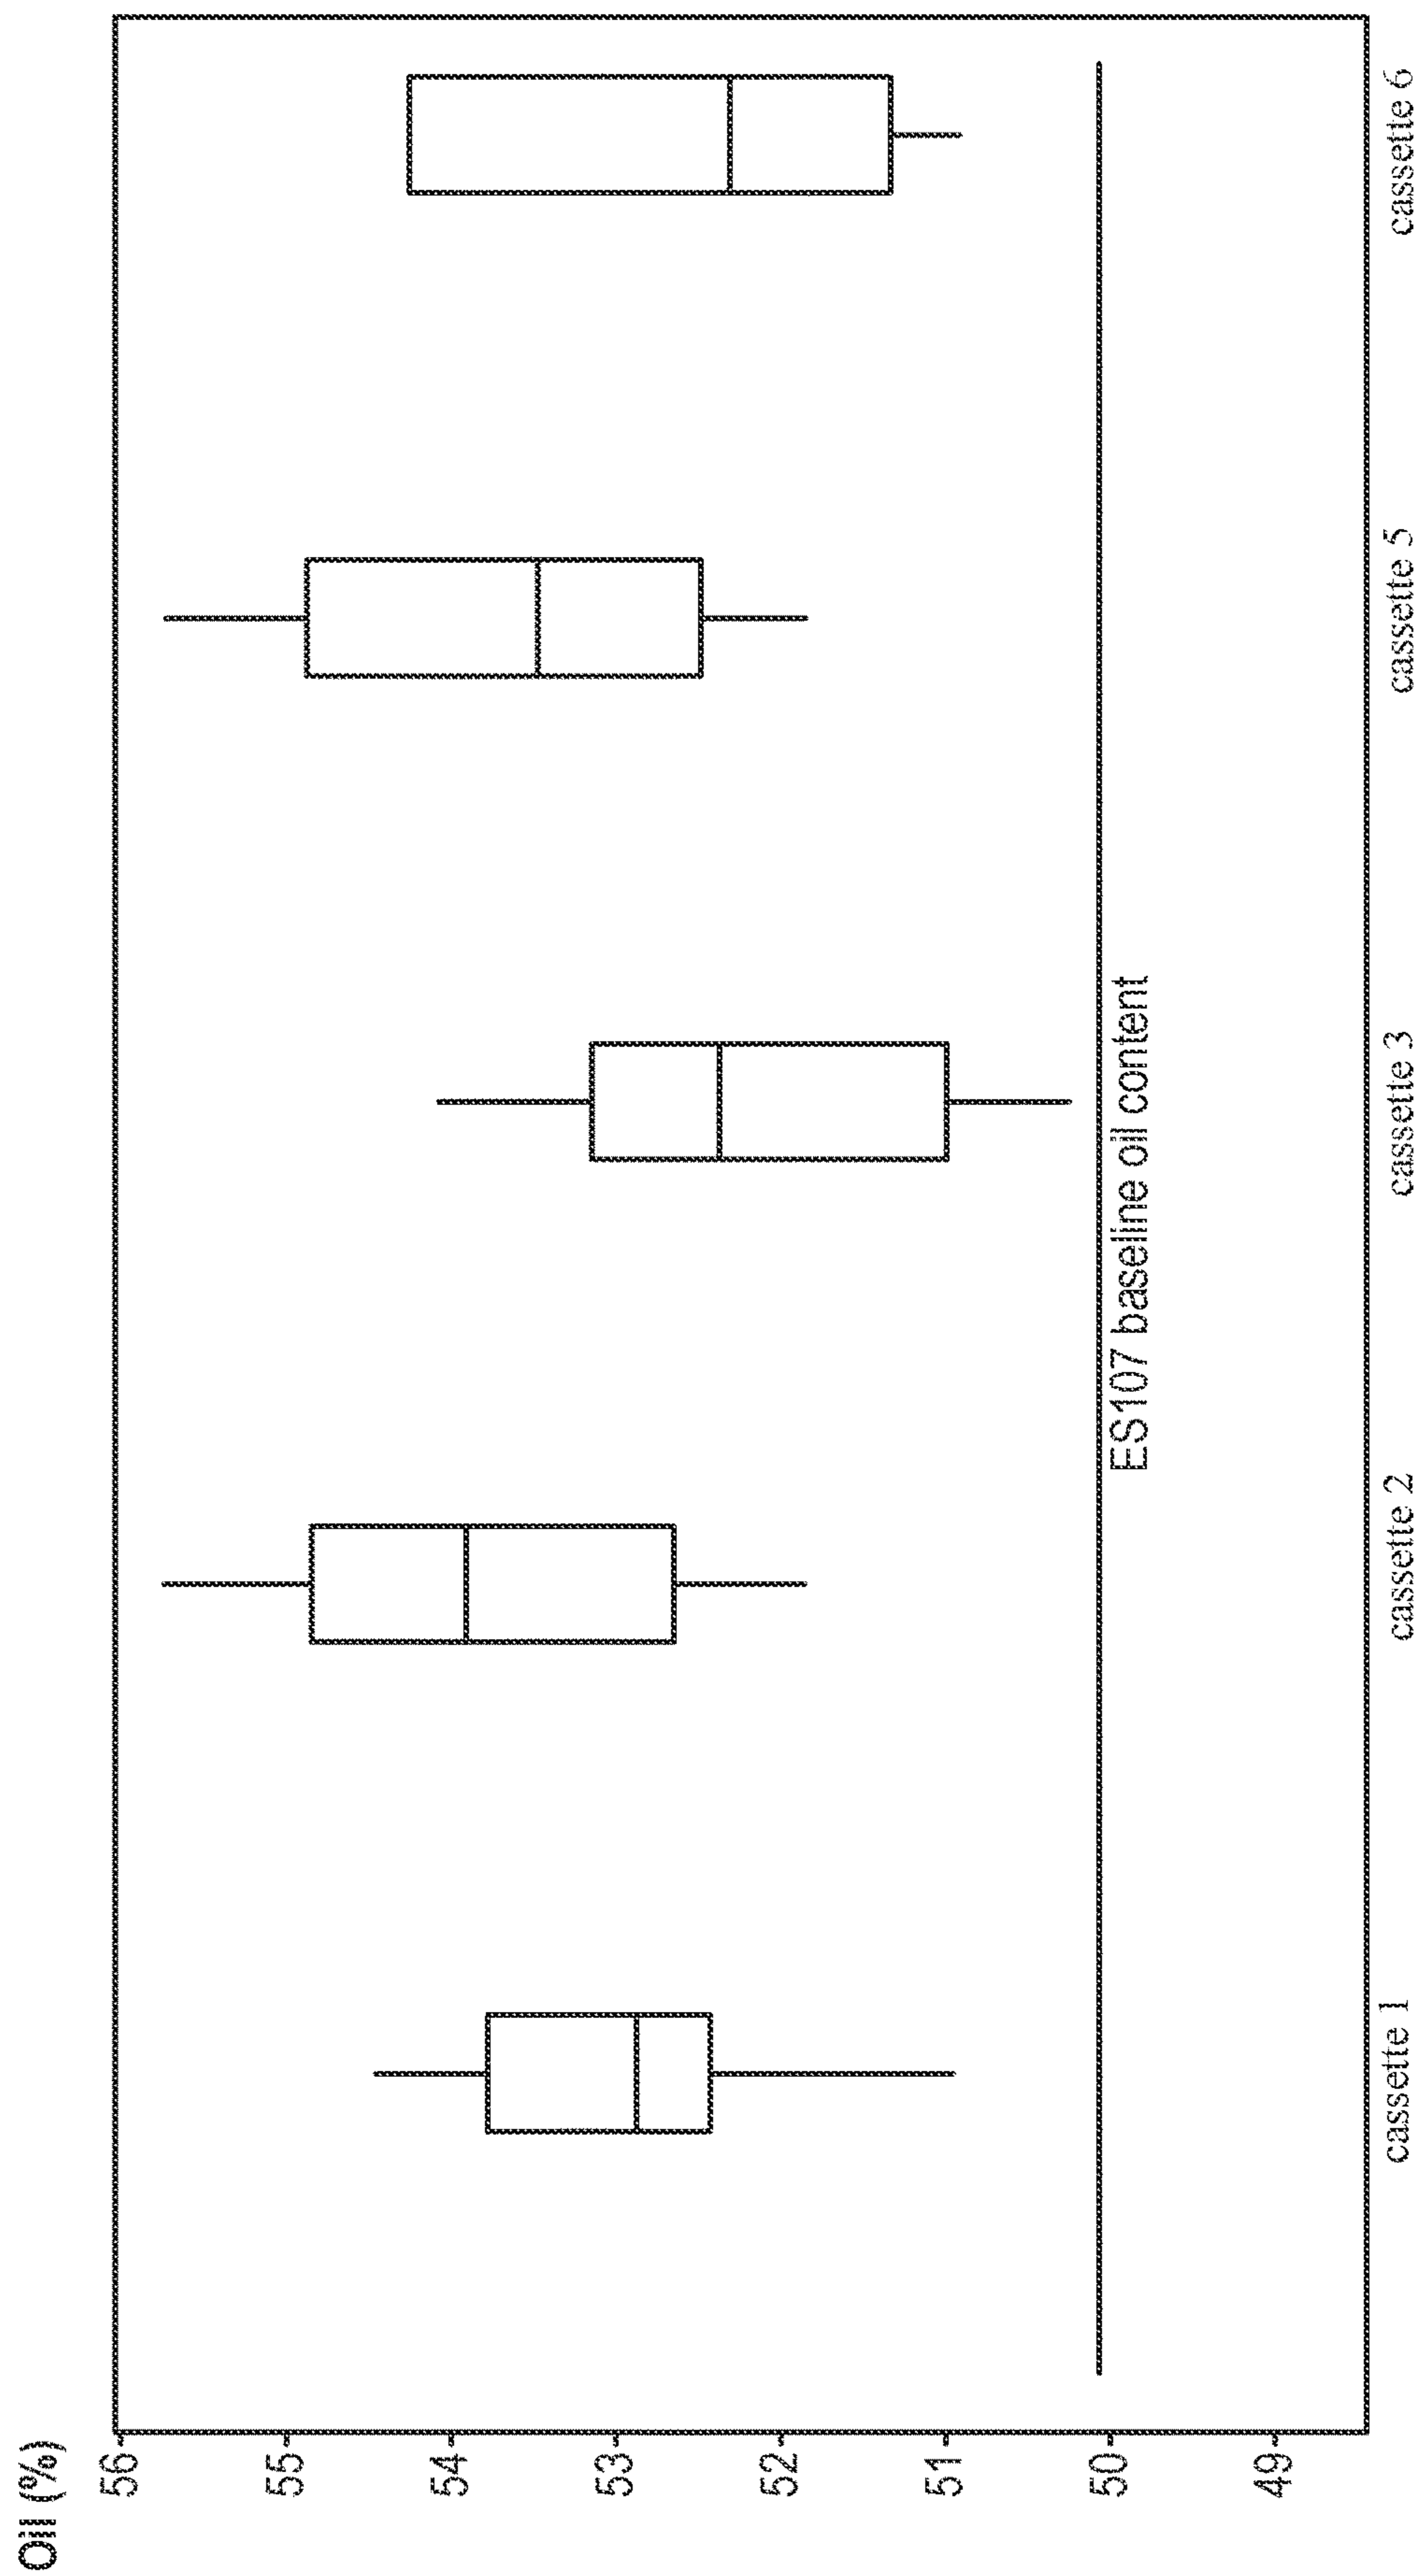 Oil (%)
56
55
54
53
52
51
50
49
ES107 baseline oil content
cassette 1
cassette 2
cassette 3
cassette 5
cassette 6